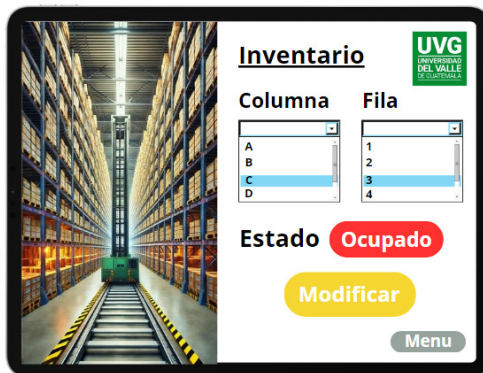 Inventario
UVG
UNIVERSIDAD
DEL VALLE
DE GUATEMALA
Columna
Fila
A
B
C
D
1
2
3
4
Estado
Ocupado
Modificar
Menu